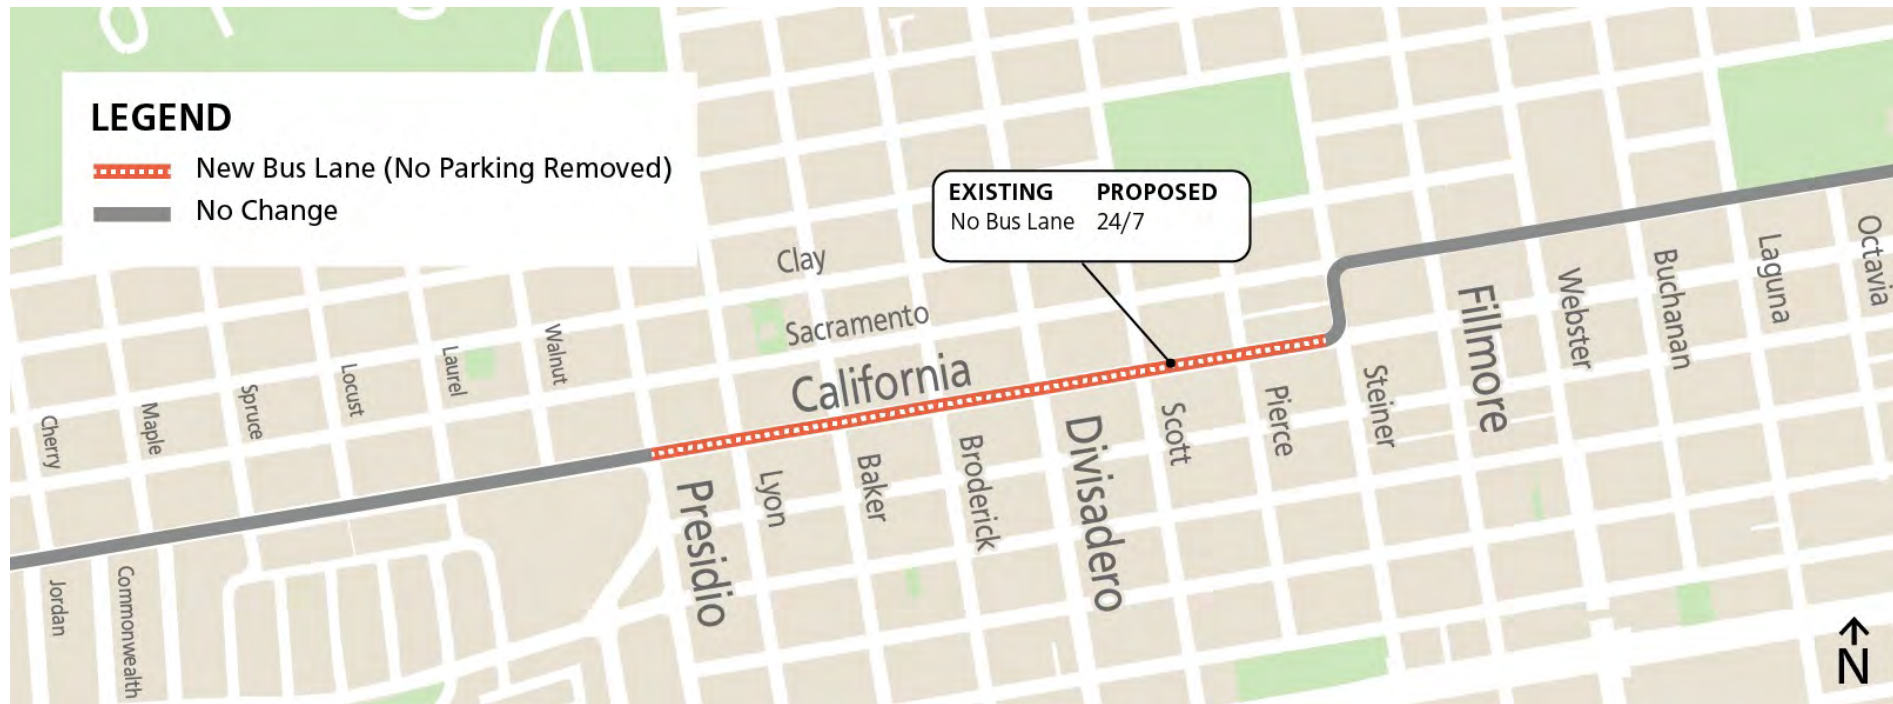 LEGEND
New Bus Lane (No Parking Removed)
No Change
EXISTING PROPOSED
No Bus Lane 24/7
Clay
Sacramento
California
Cherry
Maple
Spruce
Locust
Laurel
Walnut
Jordan
Commonwealth
Presidio
Lyon
Baker
Broderick
Divisadero
Scott
Pierce
Steiner
Fillmore
Webster
Buchanan
Laguna
Octavia
N